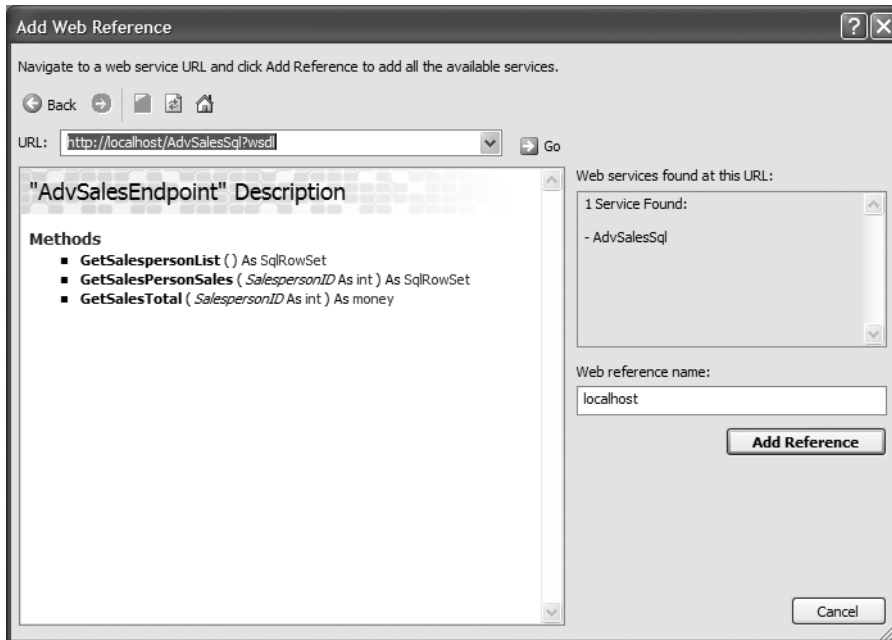 Add Web Reference
Navigate to a web service URL and click Add Reference to add all the available services.
Back
URL: http://localhost/AdvSalesSql?wsdl Go
"AdvSalesEndpoint" Description
Methods
GetSalespersonList ( ) As SqlRowSet
GetSalesPersonSales ( SalespersonID As int ) As SqlRowSet
GetSalesTotal ( SalespersonID As int ) As money
Web services found at this URL:
1 Service Found:
- AdvSalesSql
Web reference name:
localhost
Add Reference
Cancel